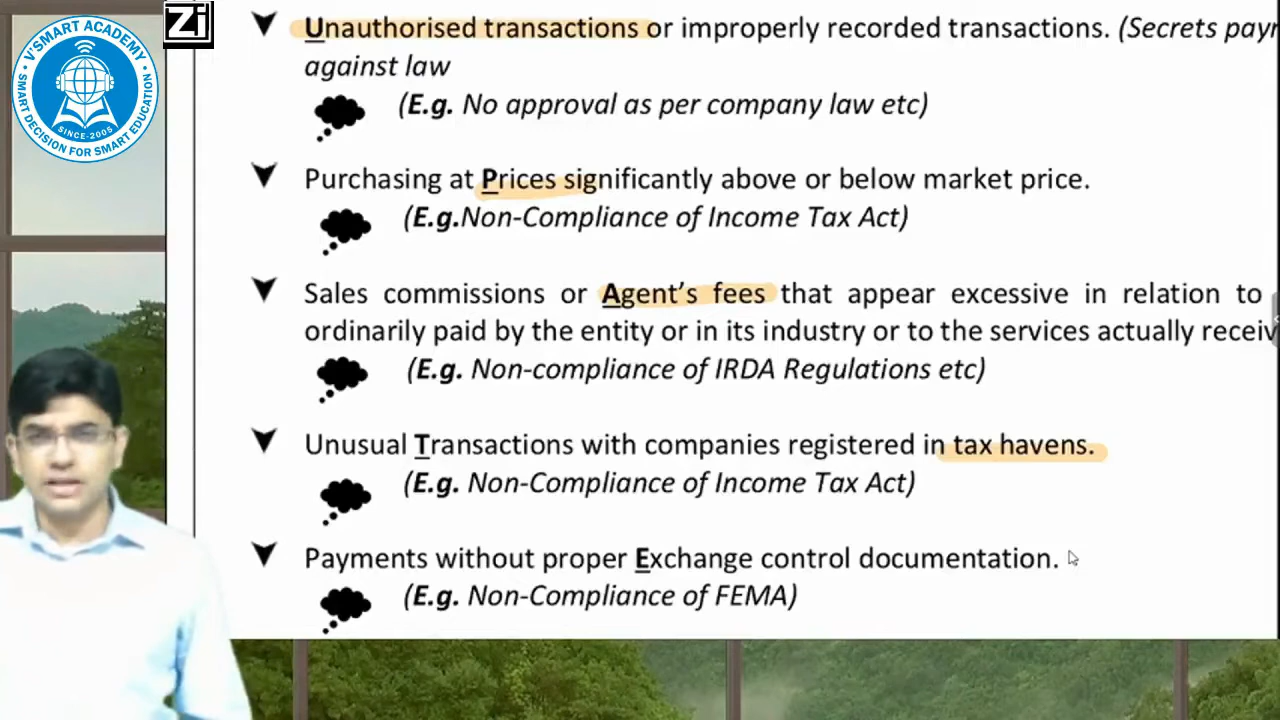 V'SMART ACADEMY
SINCE-2005
SMART DECISION FOR SMART EDUCATION
Unauthorised transactions or improperly recorded transactions. (Secrets
against law
(E.g. No approval as per company law etc)
Purchasing at Prices significantly above or below market price.
(E.g.Non-Compliance of Income Tax Act)
Sales commissions or Agent's fees that appear excessive in relation to
ordinarily paid by the entity or in its industry or to the services actually
(E.g. Non-compliance of IRDA Regulations etc)
Unusual Transactions with companies registered in tax havens.
(E.g. Non-Compliance of Income Tax Act)
Payments without proper Exchange control documentation.
(E.g. Non-Compliance of FEMA)